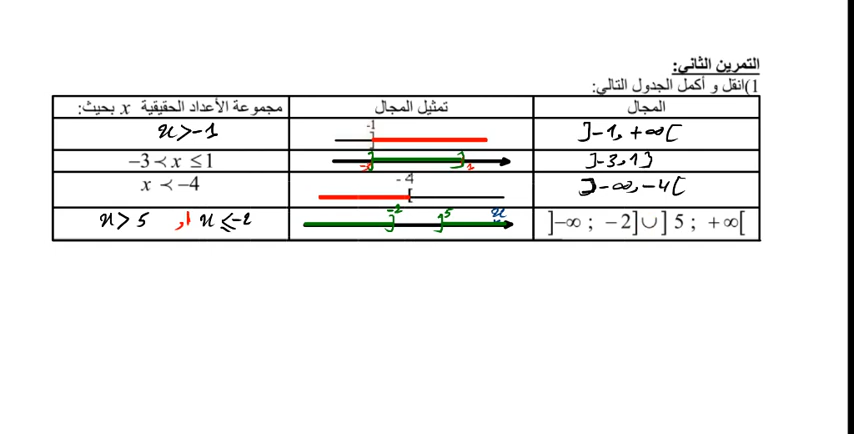 التمرين الثاني:
1) انقل و أكمل الجدول التالي:
المجال	تمثيل المجال	مجموعة الأعداد الحقيقية x بحيث:
]-1, +∞[	-1 ]	x > -1
]-3, 1]	] -3 ] 1	-3 ≺ x ≤ 1
]-∞, -4[	-4 [	x ≺ -4
]-∞ ; -2]∪] 5 ; +∞[	-2 ] ] 5 x	x > 5 أو x ≤ -2